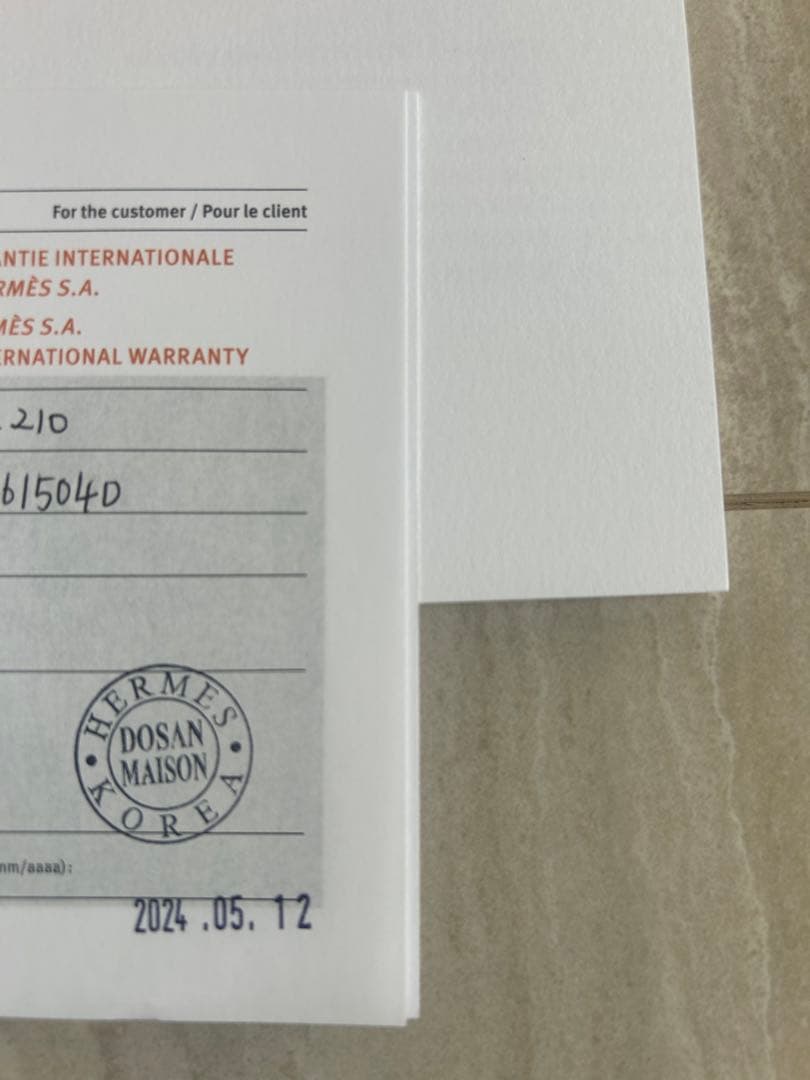 For the customer / Pour le client
ANTIE INTERNATIONALE
RMÈS S.A.
MÈS S.A.
ERNATIONAL WARRANTY
210
61504D
HERMES
DOSAN
MAISON
KOREA
mm/aaaa):
2024.05.12